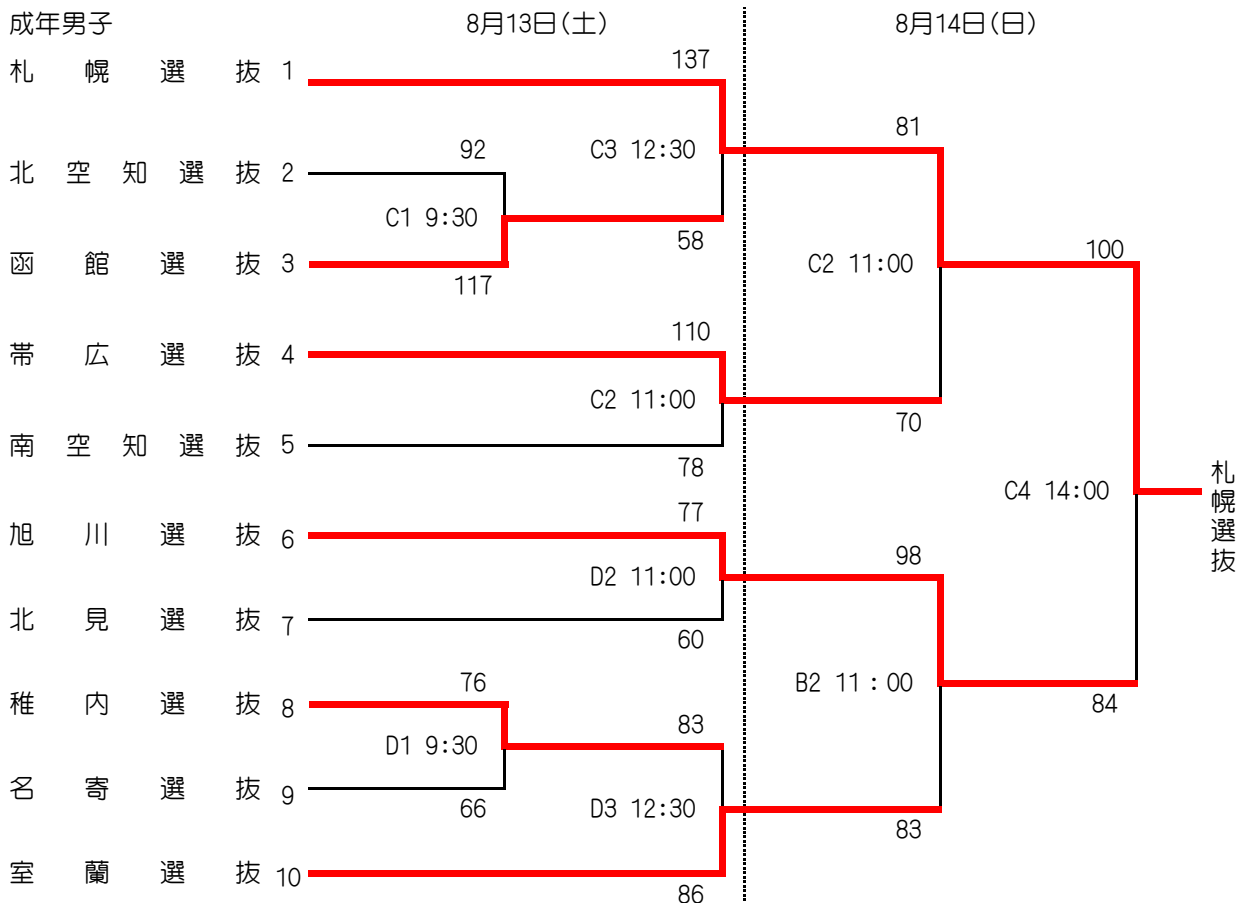 成年男子 8月13日(土) 8月14日(日)
137
札幌選抜 1
81
92 C3 12:30
北空知選抜 2
C1 9:30
58 100
函館選抜 3 C2 11:00
117
110
帯広選抜 4
C2 11:00
70
南空知選抜 5
78 札幌選抜
C4 14:00
77
旭川選抜 6
98
D2 11:00
北見選抜 7
60
76 B2 11：00
稚内選抜 8 84
83
D1 9:30
名寄選抜 9
66 D3 12:30
83
室蘭選抜 10
86